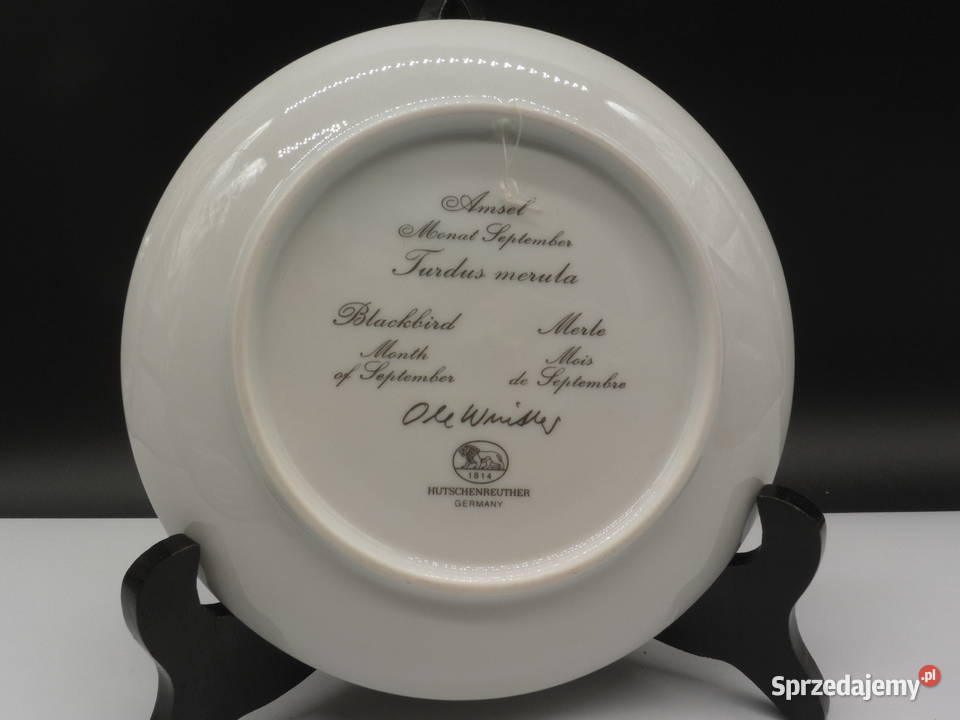 Amsel
Monat September
Turdus merula
Blackbird
Month
of September
Merle
Mois
de Septembre
Ole Winther
1814
HUTSCHENREUTHER
GERMANY
Sprzedajemy.pl